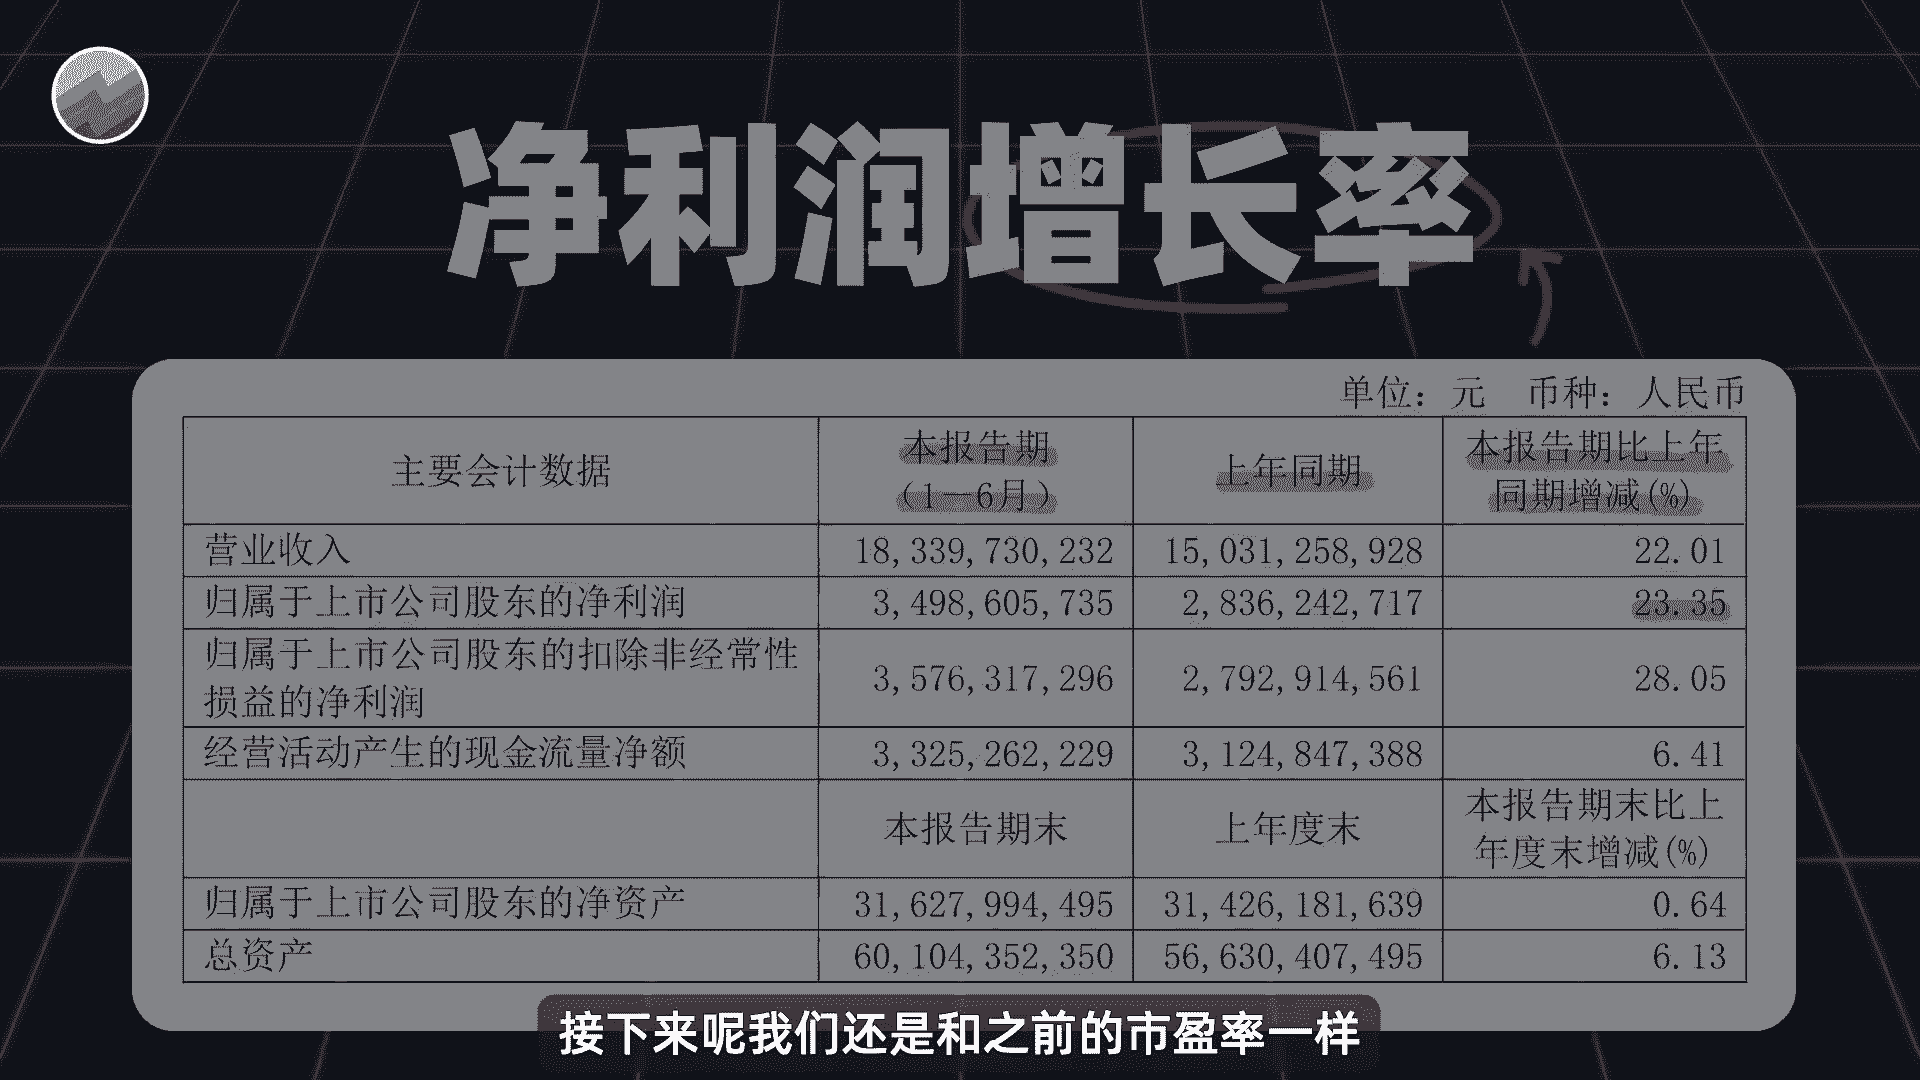 净利润增长率
单位：元 币种：人民币
主要会计数据 本报告期（1—6月） 上年同期 本报告期比上年同期增减(%)
营业收入 18,339,730,232 15,031,258,928 22.01
归属于上市公司股东的净利润 3,498,605,735 2,836,242,717 23.35
归属于上市公司股东的扣除非经常性损益的净利润 3,576,317,296 2,792,914,561 28.05
经营活动产生的现金流量净额 3,325,262,229 3,124,847,388 6.41
本报告期末 上年度末 本报告期末比上年度末增减(%)
归属于上市公司股东的净资产 31,627,994,495 31,426,181,639 0.64
总资产 60,104,352,350 56,630,407,495 6.13
接下来呢我们还是和之前的市盈率一样